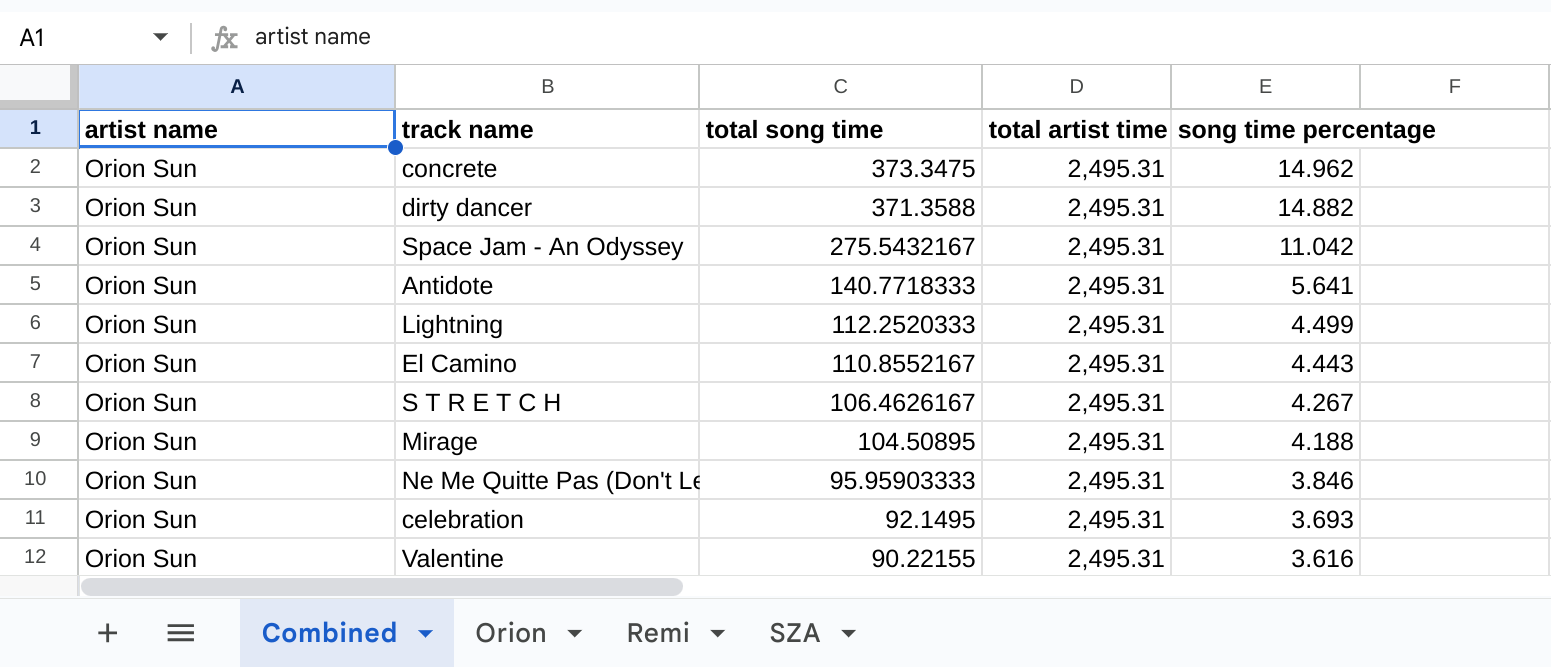 A1 fx artist name
A B C D E F
1 artist name track name total song time total artist time song time percentage
2 Orion Sun concrete 373.3475 2,495.31 14.962
3 Orion Sun dirty dancer 371.3588 2,495.31 14.882
4 Orion Sun Space Jam - An Odyssey 275.5432167 2,495.31 11.042
5 Orion Sun Antidote 140.7718333 2,495.31 5.641
6 Orion Sun Lightning 112.2520333 2,495.31 4.499
7 Orion Sun El Camino 110.8552167 2,495.31 4.443
8 Orion Sun S T R E T C H 106.4626167 2,495.31 4.267
9 Orion Sun Mirage 104.50895 2,495.31 4.188
10 Orion Sun Ne Me Quitte Pas (Don't Le 95.95903333 2,495.31 3.846
11 Orion Sun celebration 92.1495 2,495.31 3.693
12 Orion Sun Valentine 90.22155 2,495.31 3.616
Combined Orion Remi SZA